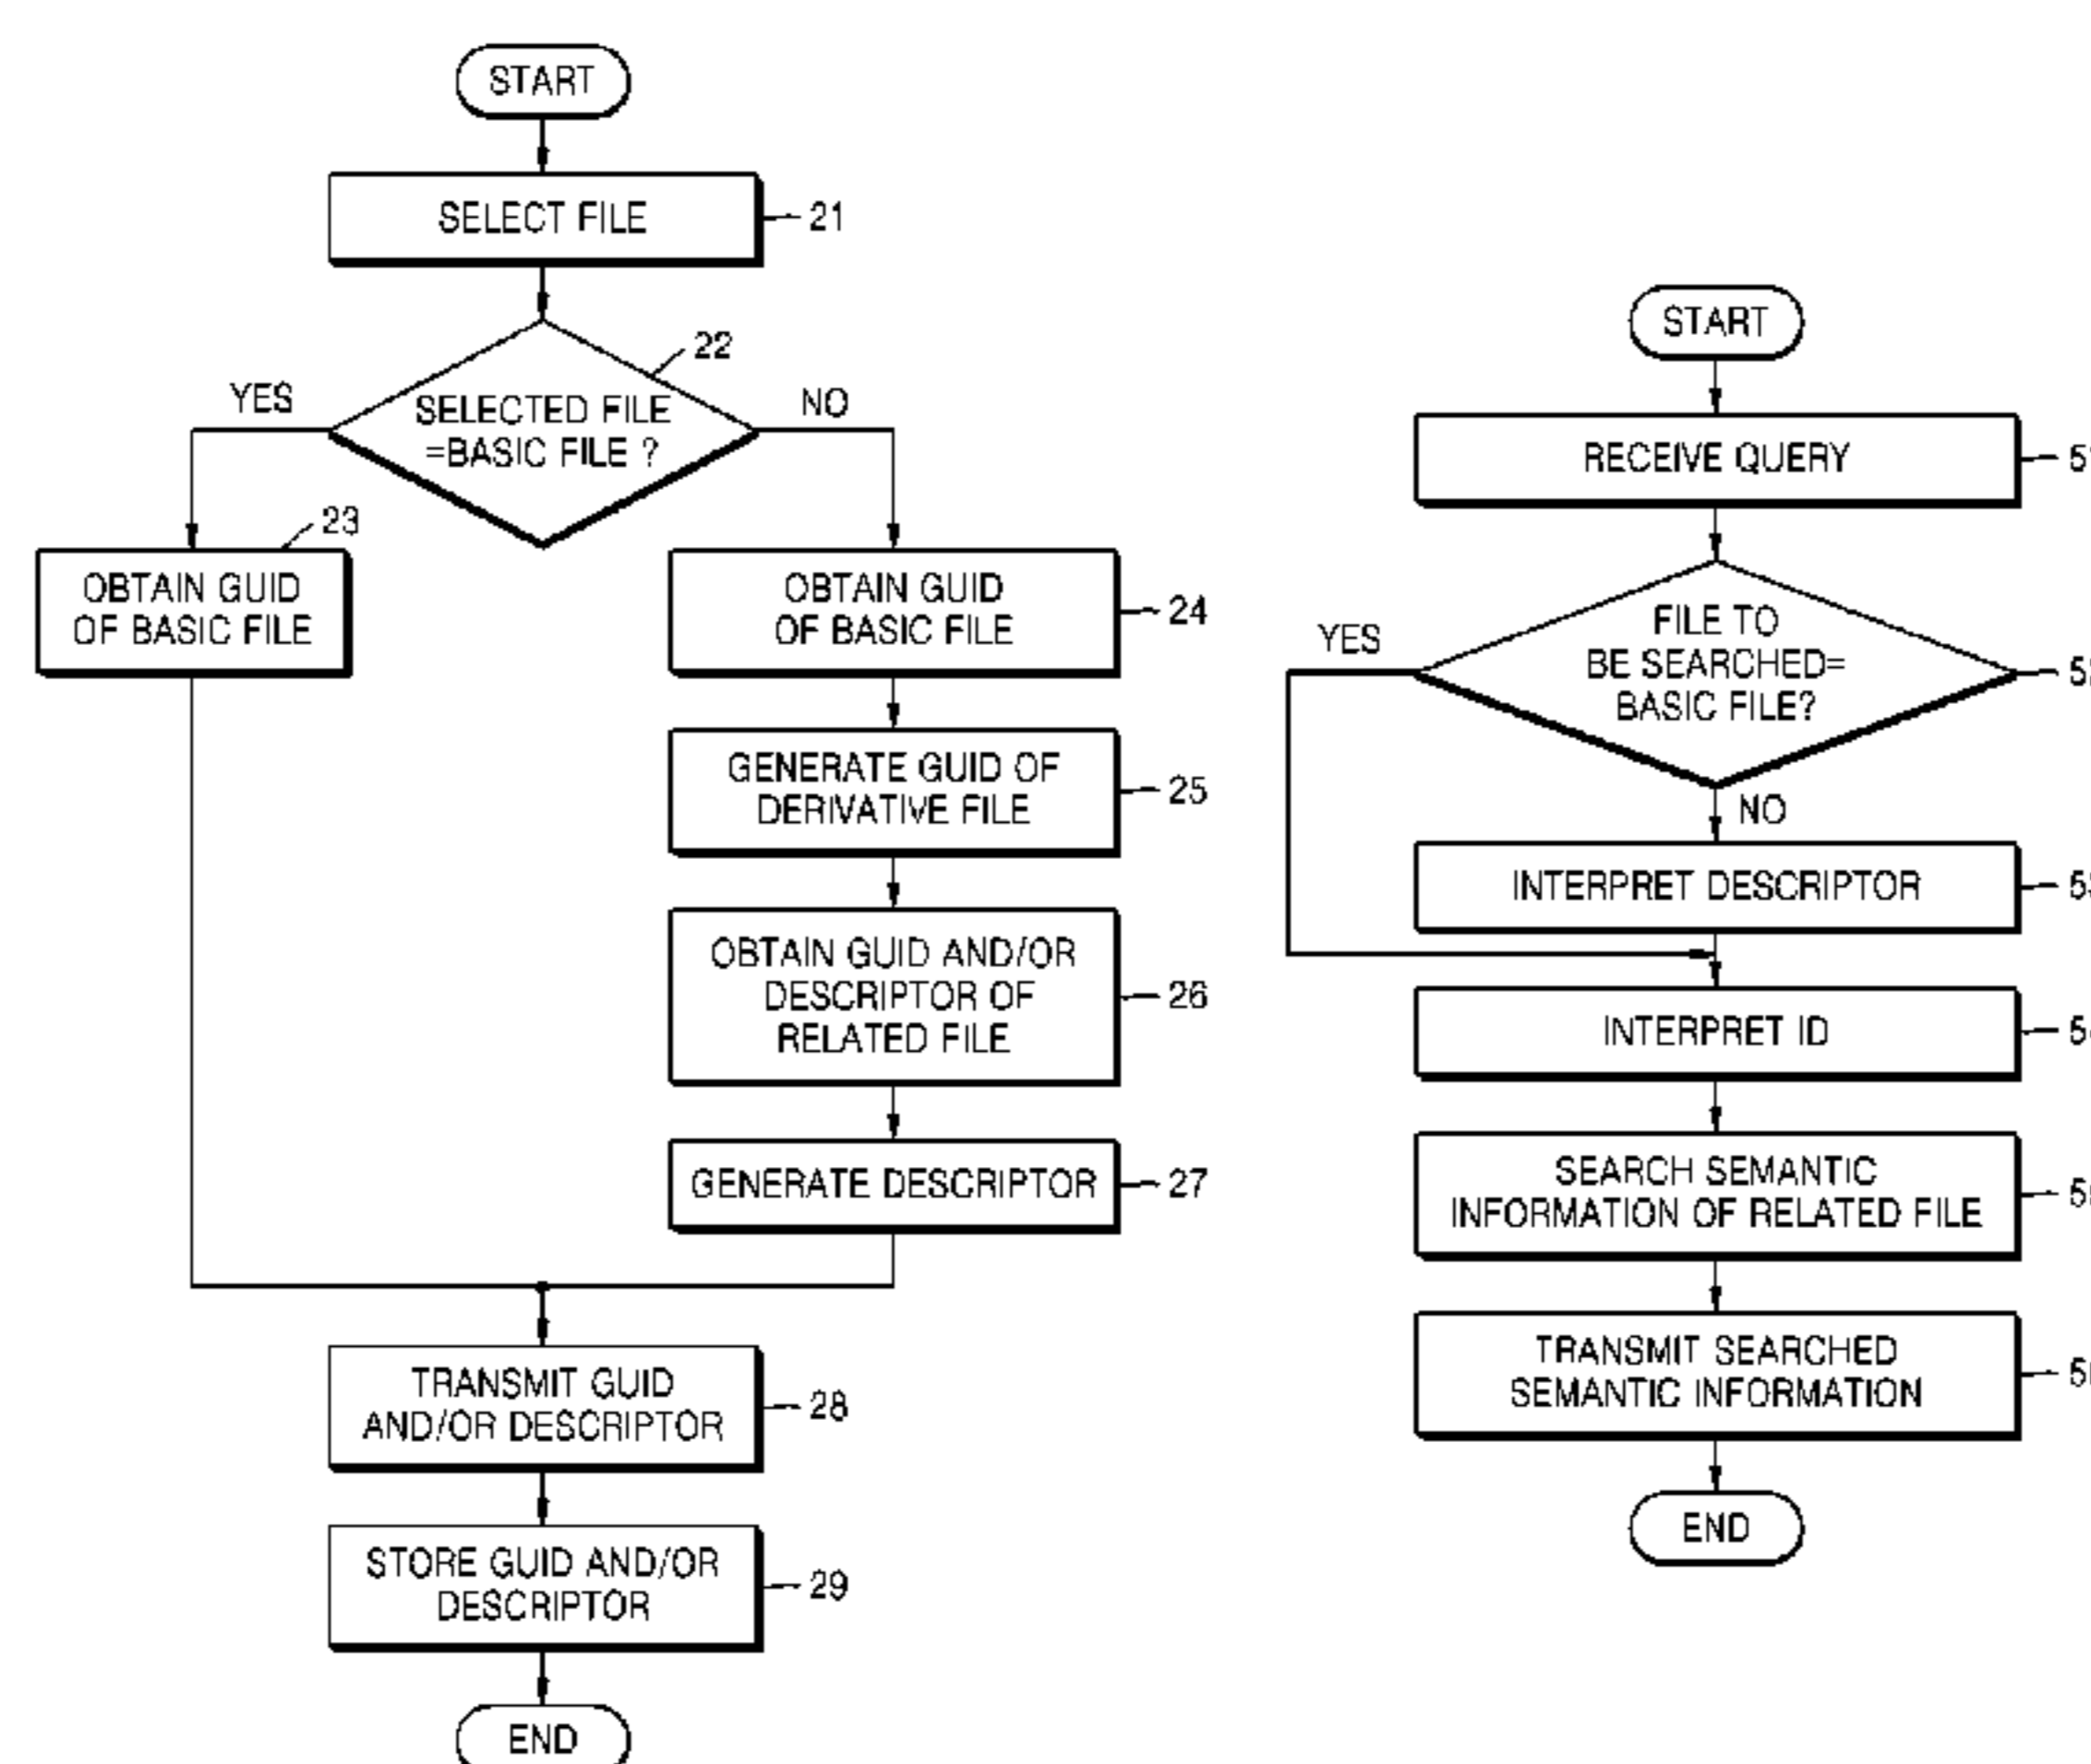 START
SELECT FILE
21
22
YES
SELECTED FILE
=BASIC FILE ?
NO
23
OBTAIN GUID
OF BASIC FILE
OBTAIN GUID
OF BASIC FILE
24
GENERATE GUID OF
DERIVATIVE FILE
25
OBTAIN GUID AND/OR
DESCRIPTOR OF
RELATED FILE
26
GENERATE DESCRIPTOR
27
TRANSMIT GUID
AND/OR DESCRIPTOR
28
STORE GUID AND/OR
DESCRIPTOR
29
END
START
RECEIVE QUERY
YES
FILE TO
BE SEARCHED=
BASIC FILE?
NO
INTERPRET DESCRIPTOR
INTERPRET ID
SEARCH SEMANTIC
INFORMATION OF RELATED FILE
TRANSMIT SEARCHED
SEMANTIC INFORMATION
END